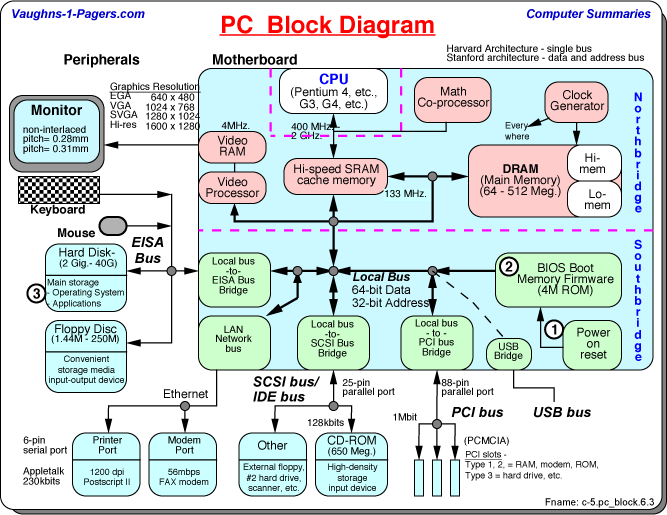 Vaughns-1-Pagers.com
PC Block Diagram
Computer Summaries
Harvard Architecture - single bus
Stanford architecture - data and address bus
Peripherals
Motherboard
Graphics Resolution
EGA 640 x 480
VGA 1024 x 768
SVGA 1280 x 1024
Hi-res 1600 x 1280
Monitor
non-interlaced
pitch= 0.28mm
pitch= 0.31mm
CPU
(Pentium 4, etc.,
G3, G4, etc.)
Math
Co-processor
Clock
Generator
Every
where
Northbridge
4MHz.
400 MHz.-
2 GHz.
Video
RAM
Video
Processor
Hi-speed SRAM
cache memory
133 MHz.
DRAM
(Main Memory)
(64 - 512 Meg.)
Hi-
mem
Lo-
mem
Keyboard
Mouse
EISA
Bus
Hard Disk-
(2 Gig.- 40G)
Main storage
- Operating System
- Applications
3
Floppy Disc
(1.44M - 250M)
Convenient
storage media
input-output device
Local bus
-to-
EISA Bus
Bridge
Local Bus
64-bit Data
32-bit Address
2
BIOS Boot
Memory Firmware
(4M ROM)
Southbridge
1
Power
on
reset
LAN
Network
bus
Local bus
-to-
SCSI Bus
Bridge
Local bus
- to -
PCI bus
Bridge
USB
Bridge
Ethernet
SCSI bus/
IDE bus
25-pin
parallel port
88-pin
parallel port
PCI bus
USB bus
128kbits
1Mbit
6-pin
serial port
Appletalk
230kbits
Printer
Port
1200 dpi
Postscript II
Modem
Port
56mbps
FAX modem
Other
External floppy,
#2 hard drive,
scanner, etc.
CD-ROM
(650 Meg.)
High-density
storage
input device
(PCMCIA)
PCI slots -
Type 1, 2, = RAM, modem, ROM,
Type 3 = hard drive, etc.
Fname: c-5.pc_block.6.3